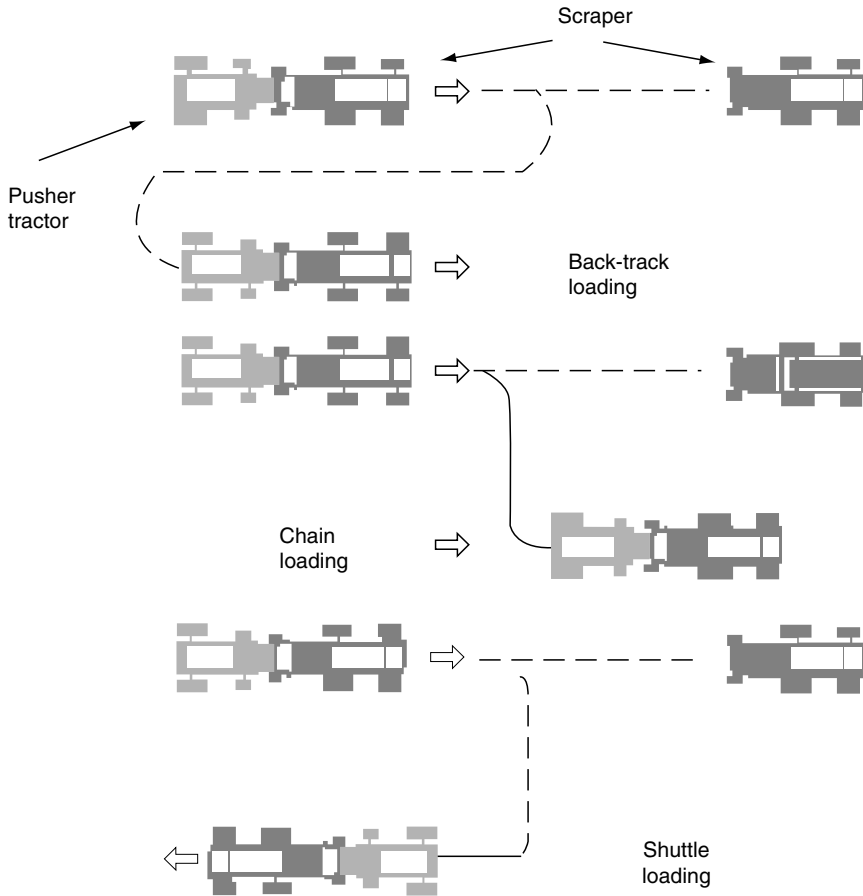 Scraper
Pusher
tractor
Back-track
loading
Chain
loading
Shuttle
loading